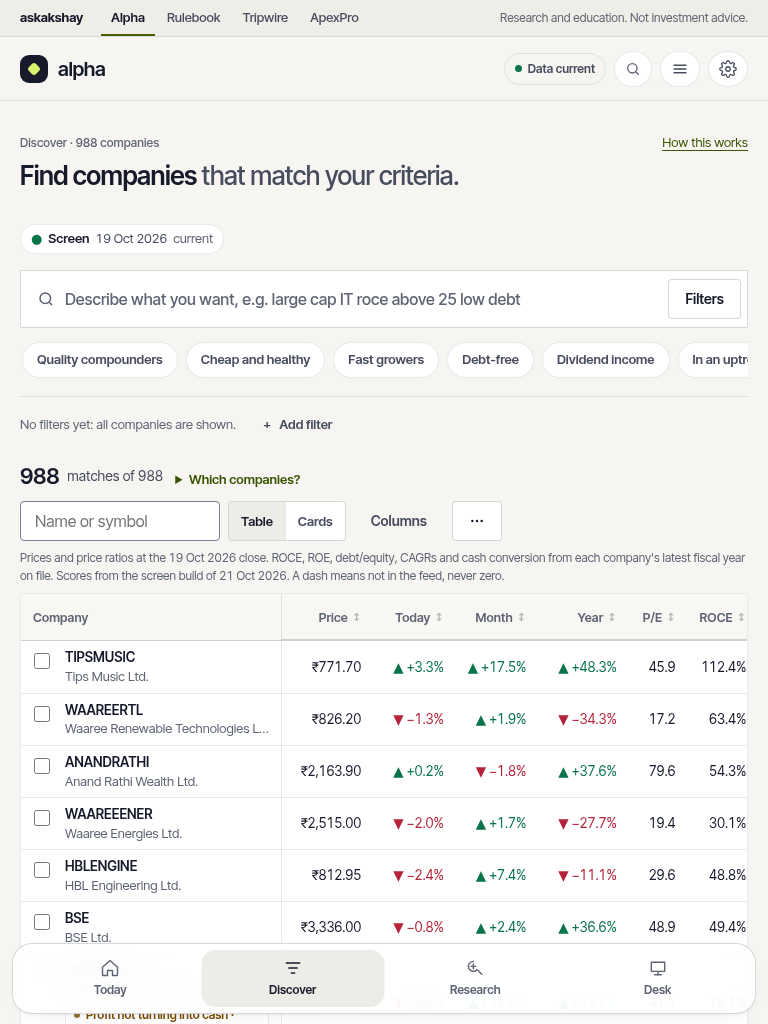 askakshay Alpha Rulebook Tripwire ApexPro Research and education. Not investment advice.
alpha Data current
Discover · 988 companies How this works
Find companies that match your criteria.
Screen 19 Oct 2026 current
Describe what you want, e.g. large cap IT roce above 25 low debt Filters
Quality compounders Cheap and healthy Fast growers Debt-free Dividend income In an uptr
No filters yet: all companies are shown. + Add filter
988 matches of 988 ▶ Which companies?
Name or symbol Table Cards Columns ···
Prices and price ratios at the 19 Oct 2026 close. ROCE, ROE, debt/equity, CAGRs and cash conversion from each company's latest fiscal year
on file. Scores from the screen build of 21 Oct 2026. A dash means not in the feed, never zero.
Company Price ↕ Today ↕ Month ↕ Year ↕ P/E ↕ ROCE ↕
TIPSMUSIC
Tips Music Ltd. ₹771.70 ▲ +3.3% ▲ +17.5% ▲ +48.3% 45.9 112.4%
WAAREERTL
Waaree Renewable Technologies L... ₹826.20 ▼ −1.3% ▲ +1.9% ▼ −34.3% 17.2 63.4%
ANANDRATHI
Anand Rathi Wealth Ltd. ₹2,163.90 ▲ +0.2% ▼ −1.8% ▲ +37.6% 79.6 54.3%
WAAREEENER
Waaree Energies Ltd. ₹2,515.00 ▼ −2.0% ▲ +1.7% ▼ −27.7% 19.4 30.1%
HBLENGINE
HBL Engineering Ltd. ₹812.95 ▼ −2.4% ▲ +7.4% ▼ −11.1% 29.6 48.8%
BSE
BSE Ltd. ₹3,336.00 ▼ −0.8% ▲ +2.4% ▲ +36.6% 48.9 49.4%
Today Discover Research Desk
Profit not turning into cash ·